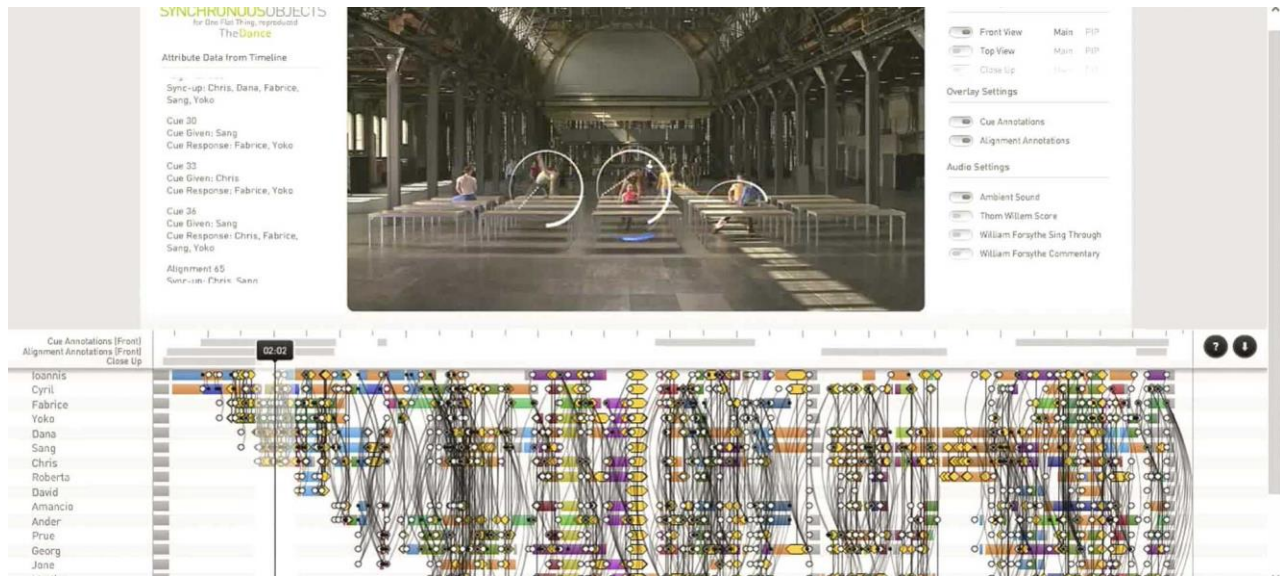 SYNCHRONOUSOBJECTS
for One Flat Thing, reproduced
TheDance
Attribute Data from Timeline
Sync-up: Chris, Dana, Fabrice,
Sang, Yoko
Cue 30
Cue Given: Sang
Cue Response: Fabrice, Yoko
Cue 33
Cue Given: Chris
Cue Response: Fabrice, Yoko
Cue 36
Cue Given: Sang
Cue Response: Chris, Fabrice,
Sang, Yoko
Alignment 65
Sync-up: Chris, Sang
Front View Main PIP
Top View Main PIP
Close Up
Overlay Settings
Cue Annotations
Alignment Annotations
Audio Settings
Ambient Sound
Thom Willem Score
William Forsythe Sing Through
William Forsythe Commentary
Cue Annotations (Front)
Alignment Annotations (Front)
Close Up
02:02
?
Ioannis
Cyril
Fabrice
Yoko
Dana
Sang
Chris
Roberta
David
Amancio
Ander
Prue
Georg
Jone